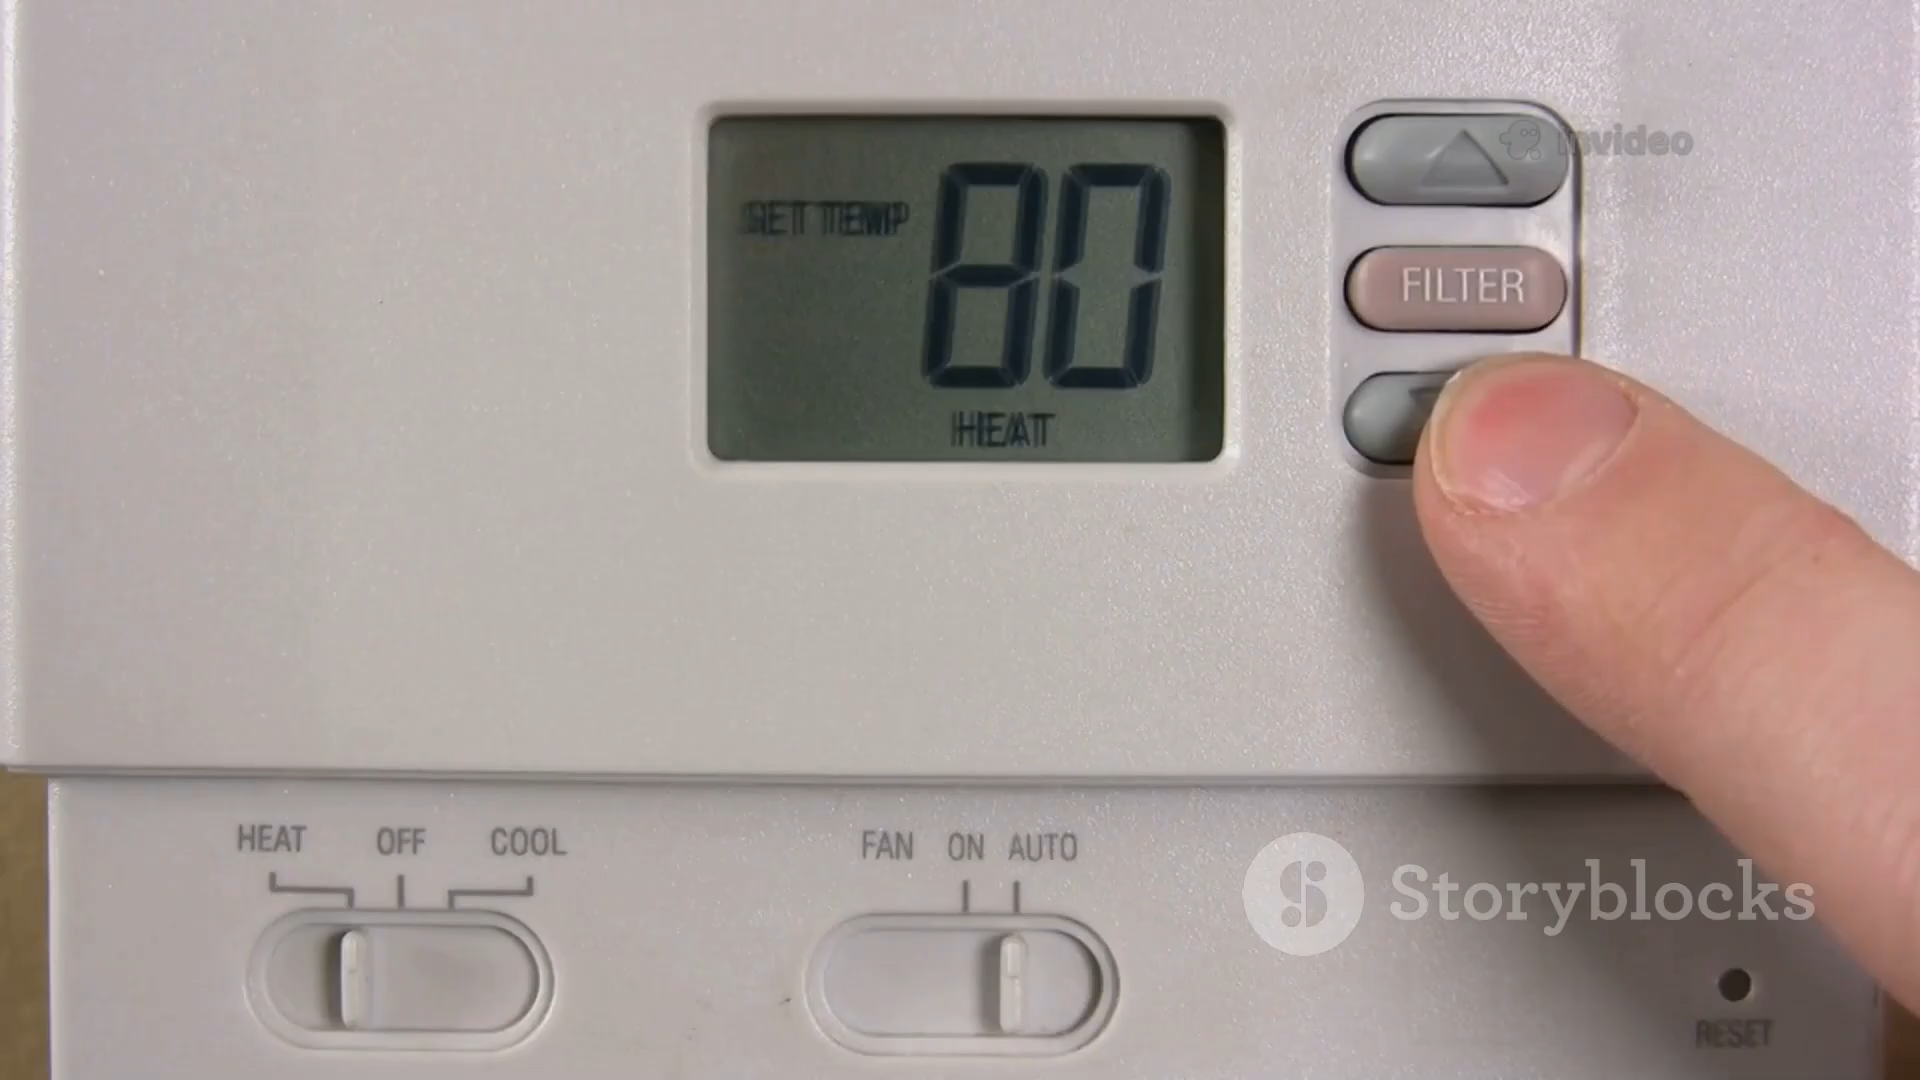 SET TEMP
80
HEAT
invideo
FILTER
HEAT OFF COOL
FAN ON AUTO
Storyblocks
RESET